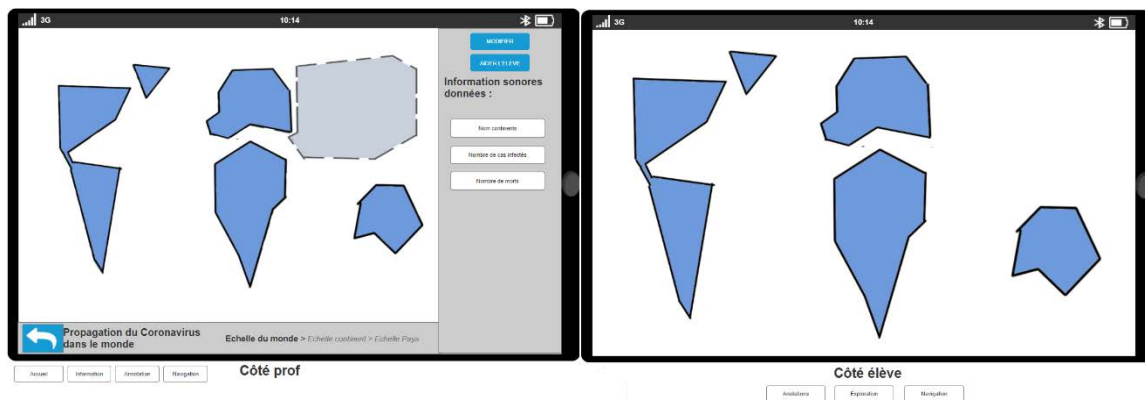 3G
10:14
MODIFIER
AIDER L'ELÈVE
Information sonores
données :
Nom continents
Nombre de cas infectés
Nombre de morts
Propagation du Coronavirus
dans le monde
Echelle du monde > Echelle continent > Echelle Pays
Accueil
Information
Annotation
Navigation
Côté prof
3G
10:14
Côté élève
Annotations
Exploration
Navigation